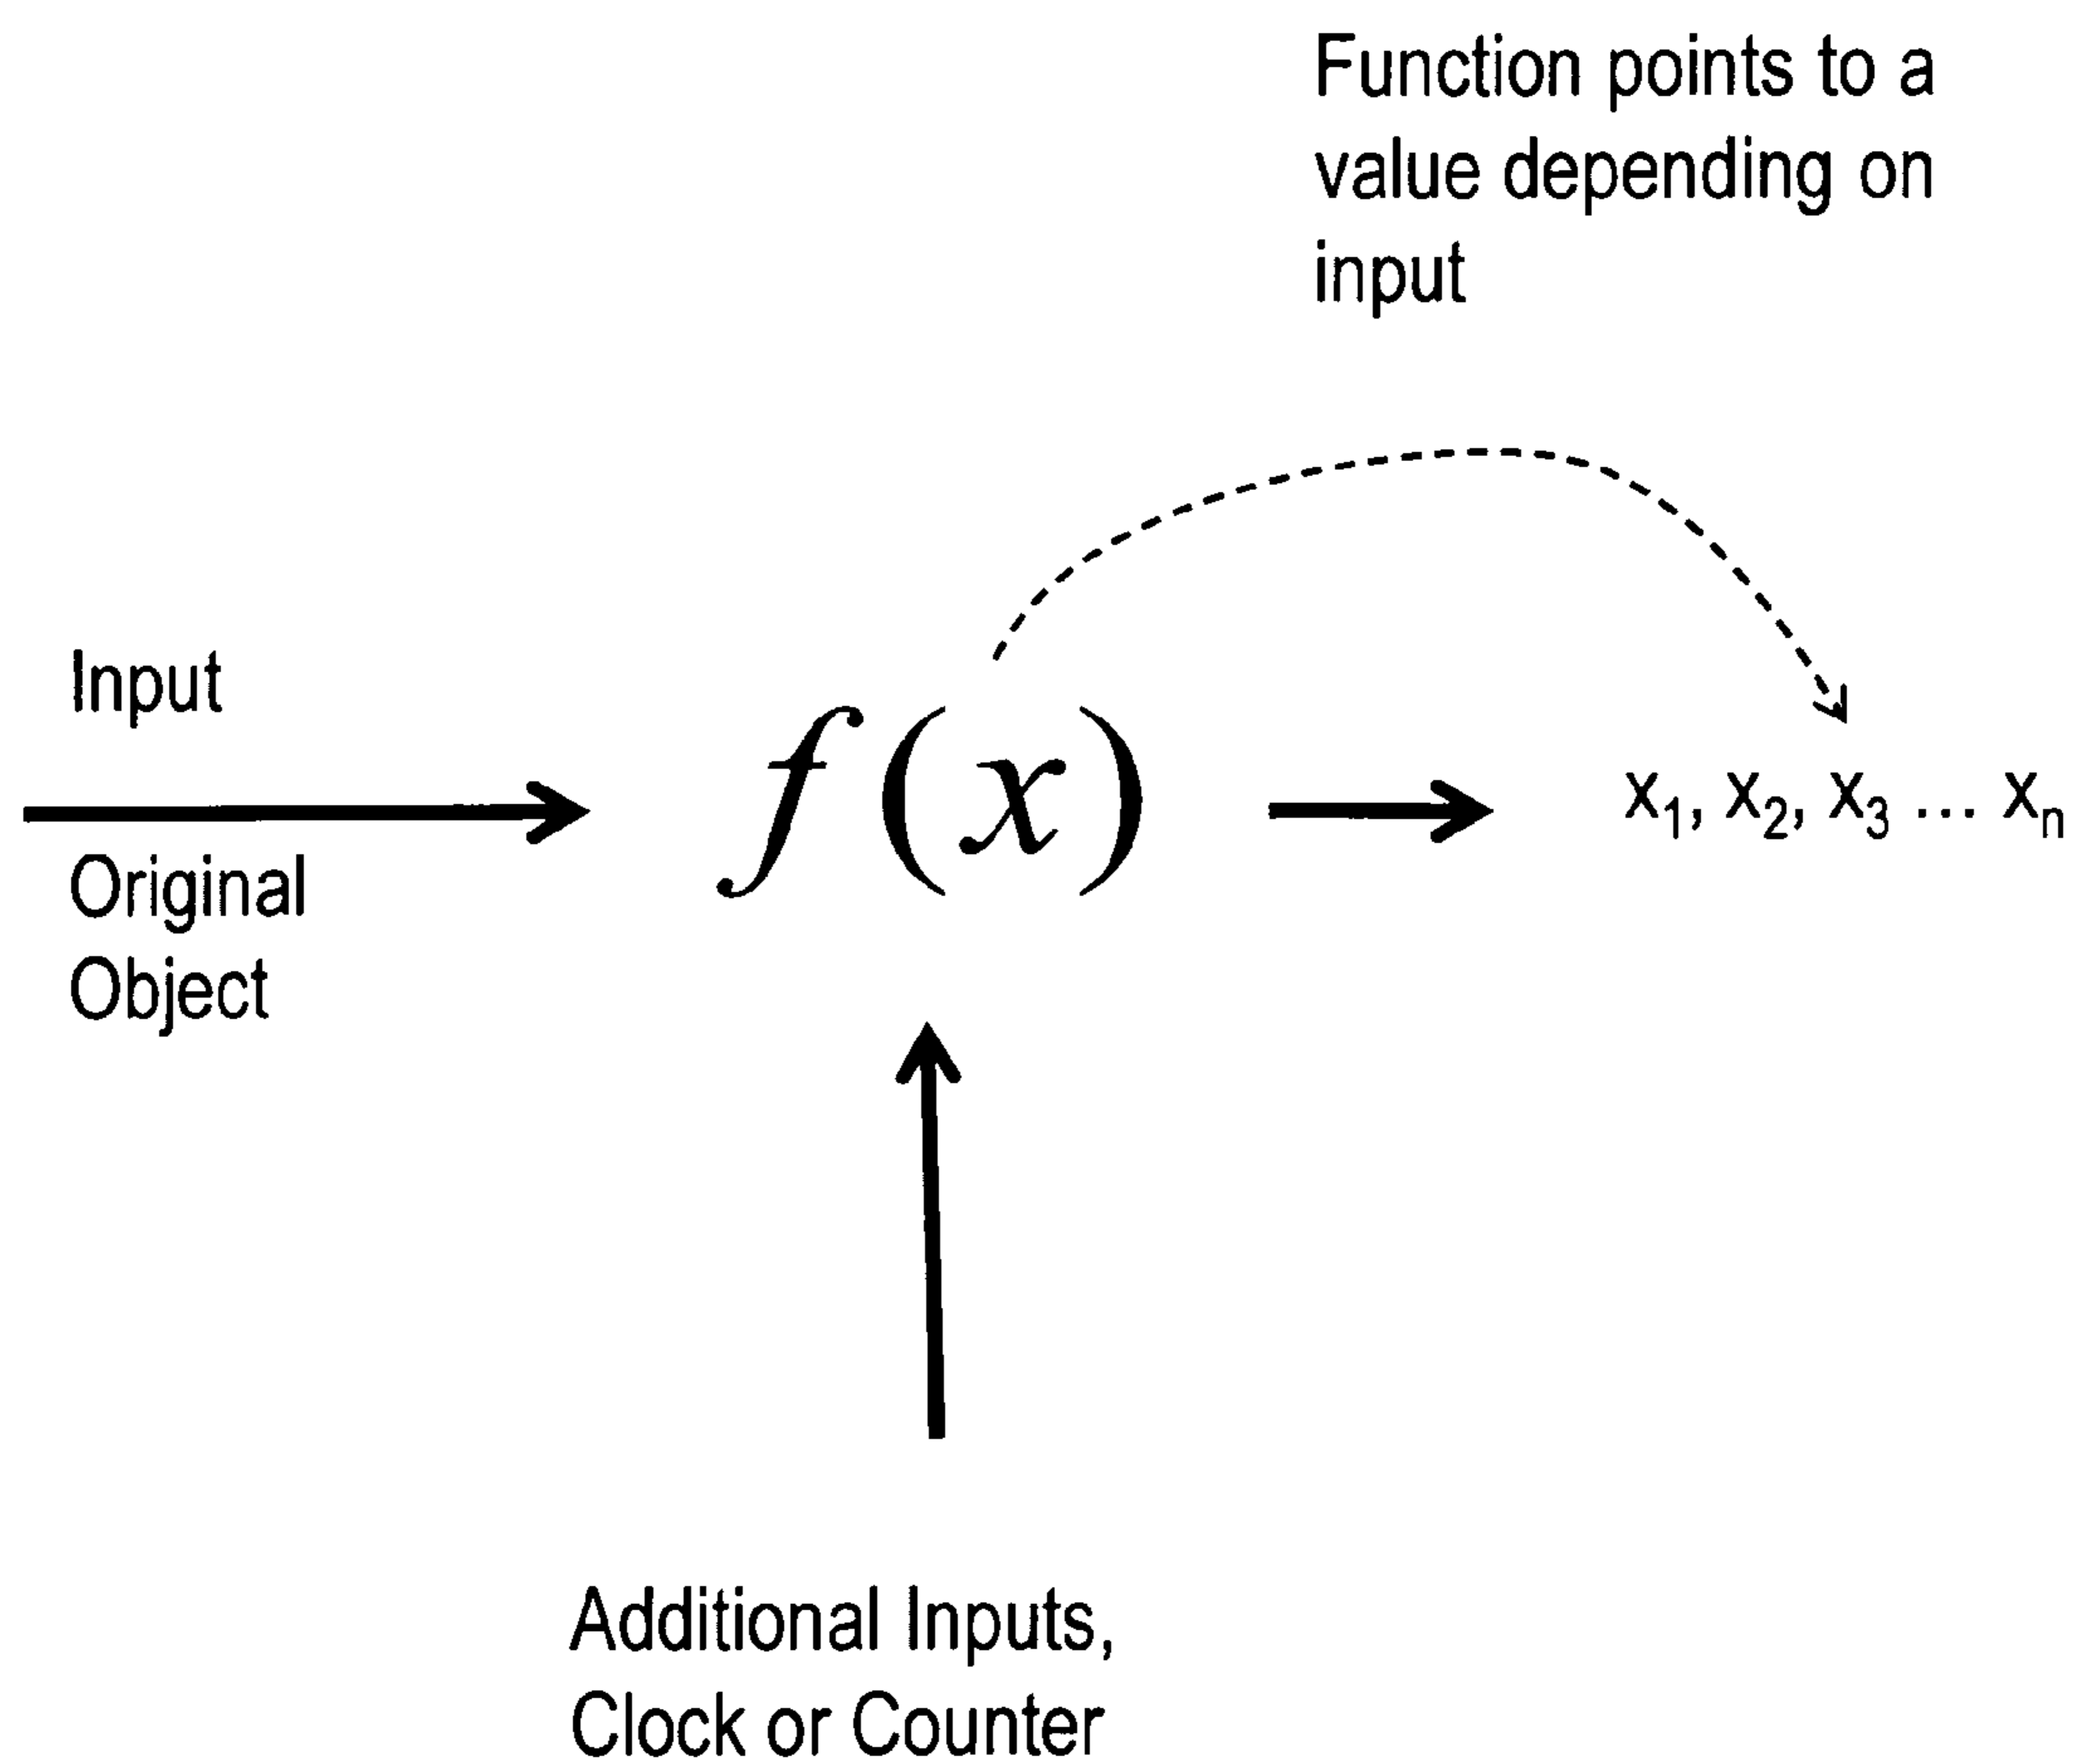 Function points to a
value depending on
input
Input
Original
Object
f(x)
X₁, X₂, X₃ ... Xₙ
Additional Inputs,
Clock or Counter